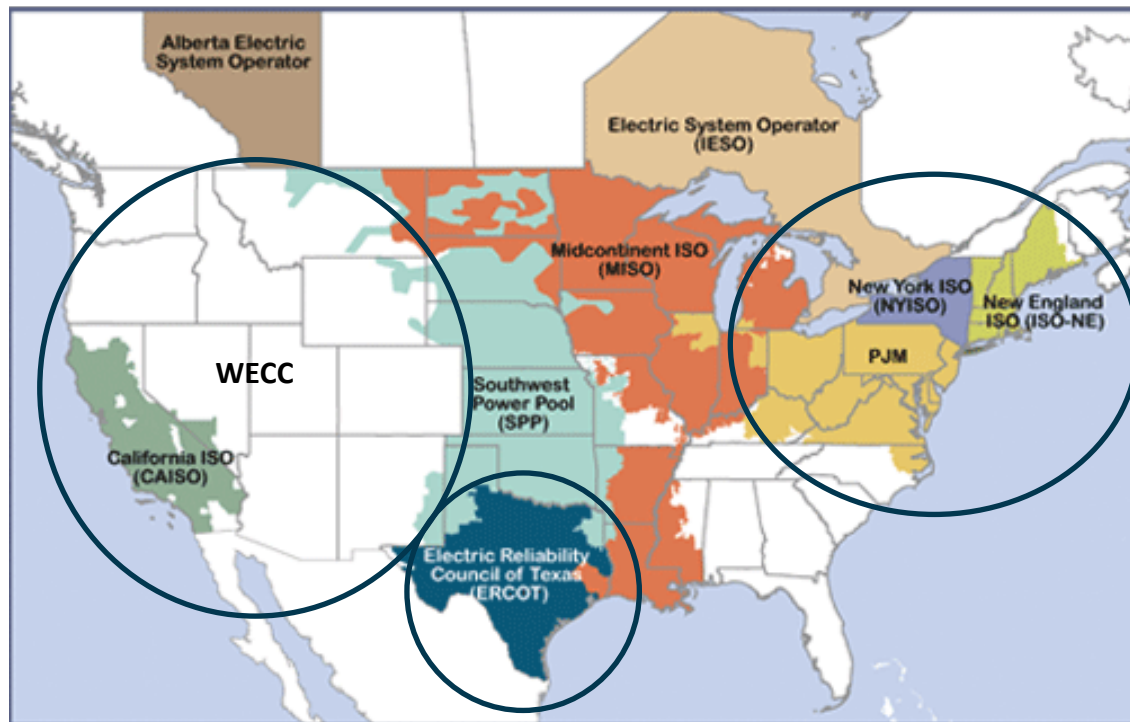 Alberta Electric
System Operator
Electric System Operator
(IESO)
Midcontinent ISO
(MISO)
New York ISO
(NYISO)
New England
ISO (ISO-NE)
PJM
WECC
Southwest
Power Pool
(SPP)
California ISO
(CAISO)
Electric Reliability
Council of Texas
(ERCOT)